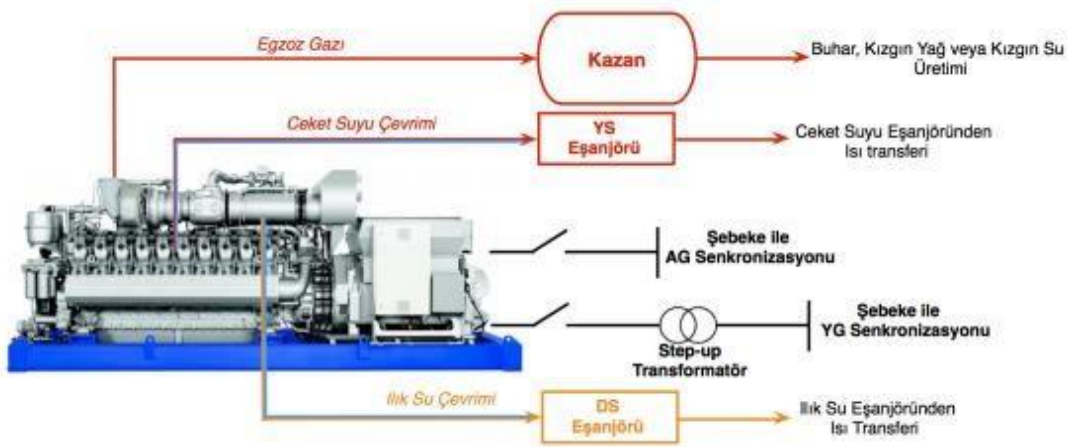 Egzoz Gazı
Kazan
Buhar, Kızgın Yağ veya Kızgın Su
Üretimi
Ceket Suyu Çevrimi
YS
Eşanjörü
Ceket Suyu Eşanjöründen
Isı transferi
Şebeke ile
AG Senkronizasyonu
Şebeke ile
YG Senkronizasyonu
Step-up
Transformatör
Ilık Su Çevrimi
DS
Eşanjörü
Ilık Su Eşanjöründen
Isı Transferi